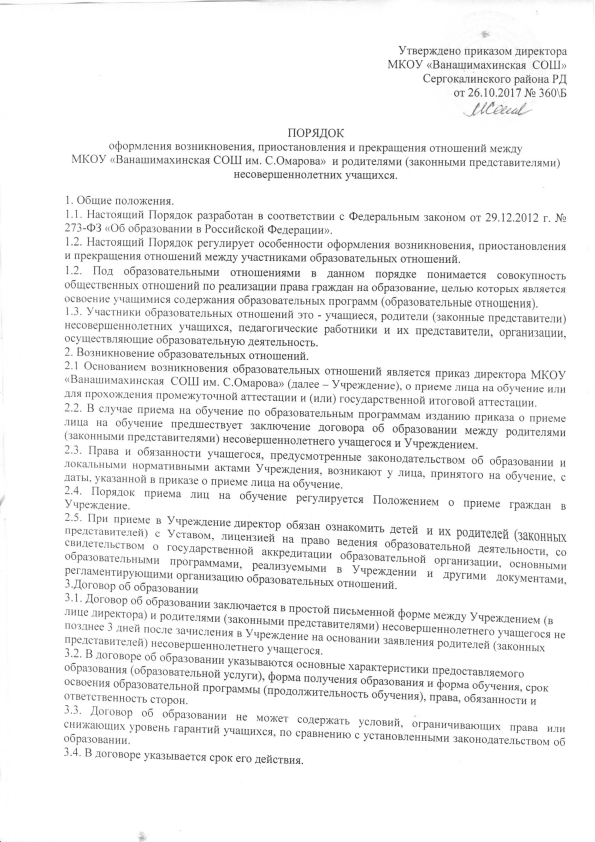 Утверждено приказом директора
МКОУ «Ванашимахинская СОШ»
Сергокалинского района РД
от 26.10.2017 № 360\Б
ПОРЯДОК
оформления возникновения, приостановления и прекращения отношений между
МКОУ «Ванашимахинская СОШ им. С.Омарова» и родителями (законными представителями)
несовершеннолетних учащихся.
1. Общие положения.
1.1. Настоящий Порядок разработан в соответствии с Федеральным законом от 29.12.2012 г. №
273-ФЗ «Об образовании в Российской Федерации».
1.2. Настоящий Порядок регулирует особенности оформления возникновения, приостановления
и прекращения отношений между участниками образовательных отношений.
1.2. Под образовательными отношениями в данном порядке понимается совокупность
общественных отношений по реализации права граждан на образование, целью которых является
освоение учащимися содержания образовательных программ (образовательные отношения).
1.3. Участники образовательных отношений это - учащиеся, родители (законные представители)
несовершеннолетних учащихся, педагогические работники и их представители, организации,
осуществляющие образовательную деятельность.
2. Возникновение образовательных отношений.
2.1 Основанием возникновения образовательных отношений является приказ директора МКОУ
«Ванашимахинская СОШ им. С.Омарова» (далее – Учреждение), о приеме лица на обучение или
для прохождения промежуточной аттестации и (или) государственной итоговой аттестации.
2.2. В случае приема на обучение по образовательным программам изданию приказа о приеме
лица на обучение предшествует заключение договора об образовании между родителями
(законными представителями) несовершеннолетнего учащегося и Учреждением.
2.3. Права и обязанности учащегося, предусмотренные законодательством об образовании и
локальными нормативными актами Учреждения, возникают у лица, принятого на обучение, с
даты, указанной в приказе о приеме лица на обучение.
2.4. Порядок приема лиц на обучение регулируется Положением о приеме граждан в
Учреждение.
2.5. При приеме в Учреждение директор обязан ознакомить детей и их родителей (законных
представителей) с Уставом, лицензией на право ведения образовательной деятельности, со
свидетельством о государственной аккредитации образовательной организации, основными
образовательными программами, реализуемыми в Учреждении и другими документами,
регламентирующими организацию образовательных отношений.
3.Договор об образовании
3.1. Договор об образовании заключается в простой письменной форме между Учреждением (в
лице директора) и родителями (законными представителями) несовершеннолетнего учащегося не
позднее 3 дней после зачисления в Учреждение на основании заявления родителей (законных
представителей) несовершеннолетнего учащегося.
3.2. В договоре об образовании указываются основные характеристики предоставляемого
образования (образовательной услуги), форма получения образования и форма обучения, срок
освоения образовательной программы (продолжительность обучения), права, обязанности и
ответственность сторон.
3.3. Договор об образовании не может содержать условий, ограничивающих права или
снижающих уровень гарантий учащихся, по сравнению с установленными законодательством об
образовании.
3.4. В договоре указывается срок его действия.